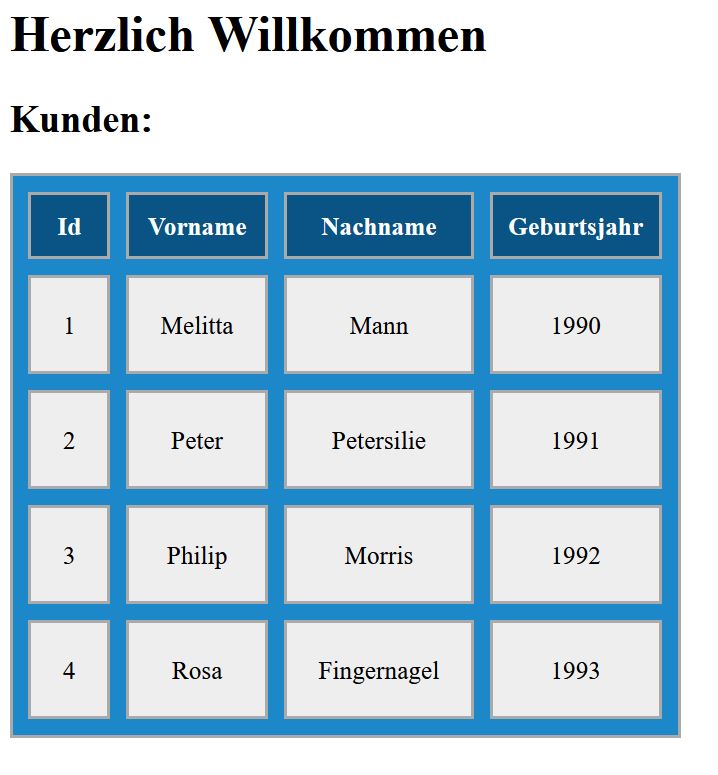 Herzlich Willkommen
Kunden:
Id Vorname Nachname Geburtsjahr
1 Melitta Mann 1990
2 Peter Petersilie 1991
3 Philip Morris 1992
4 Rosa Fingernagel 1993